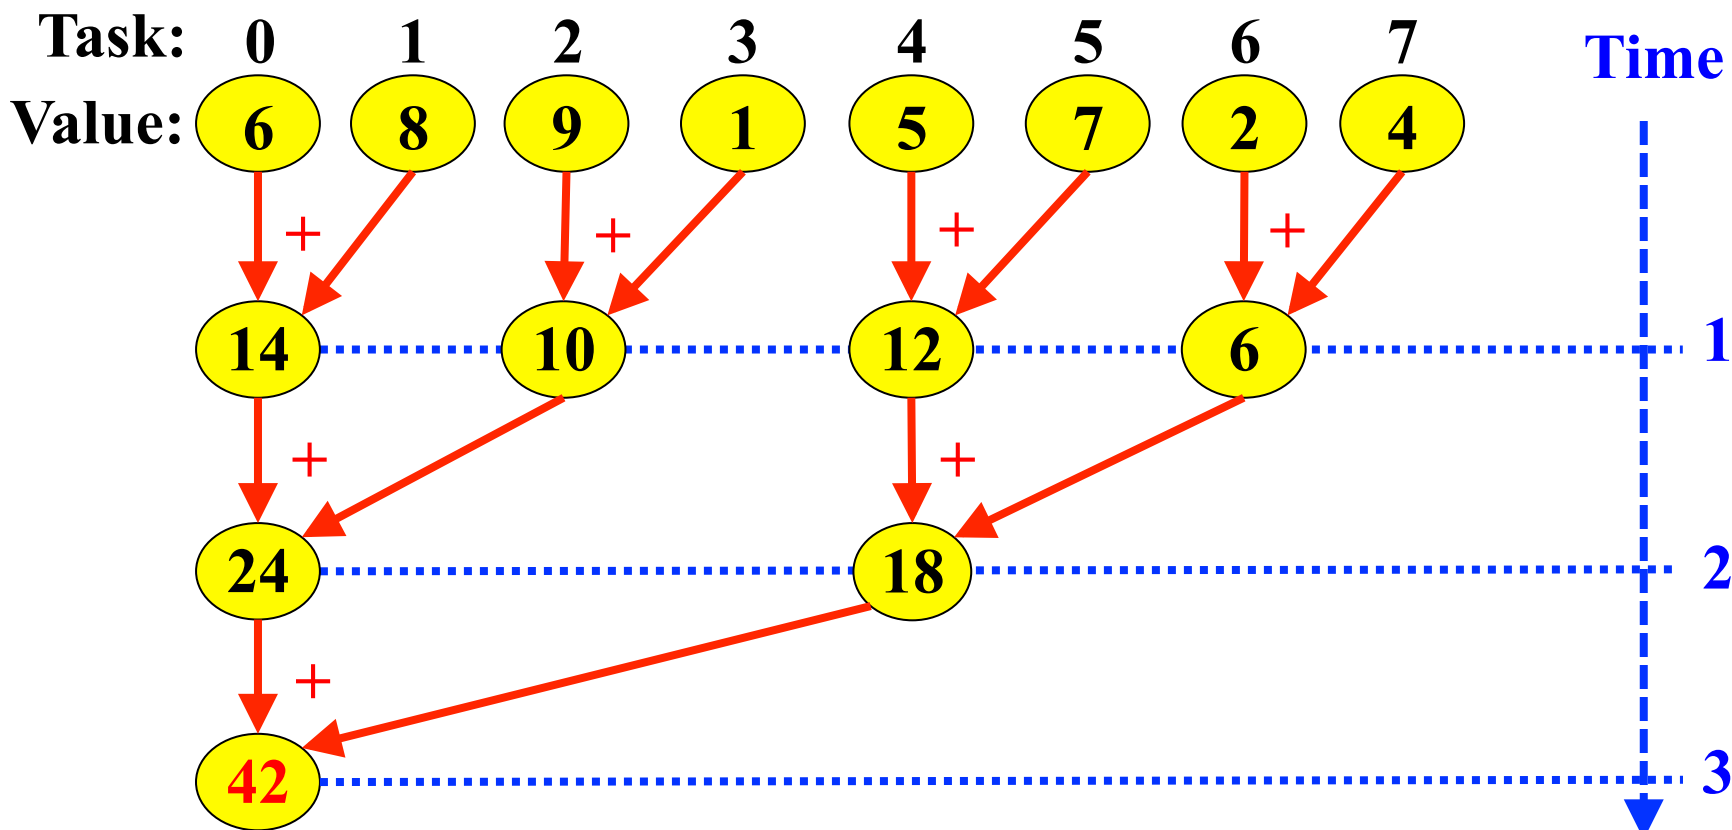 Task: 0 1 2 3 4 5 6 7
Time
Value: 6 8 9 1 5 7 2 4
+ + + +
14 10 12 6 1
+ +
24 18 2
+
42 3